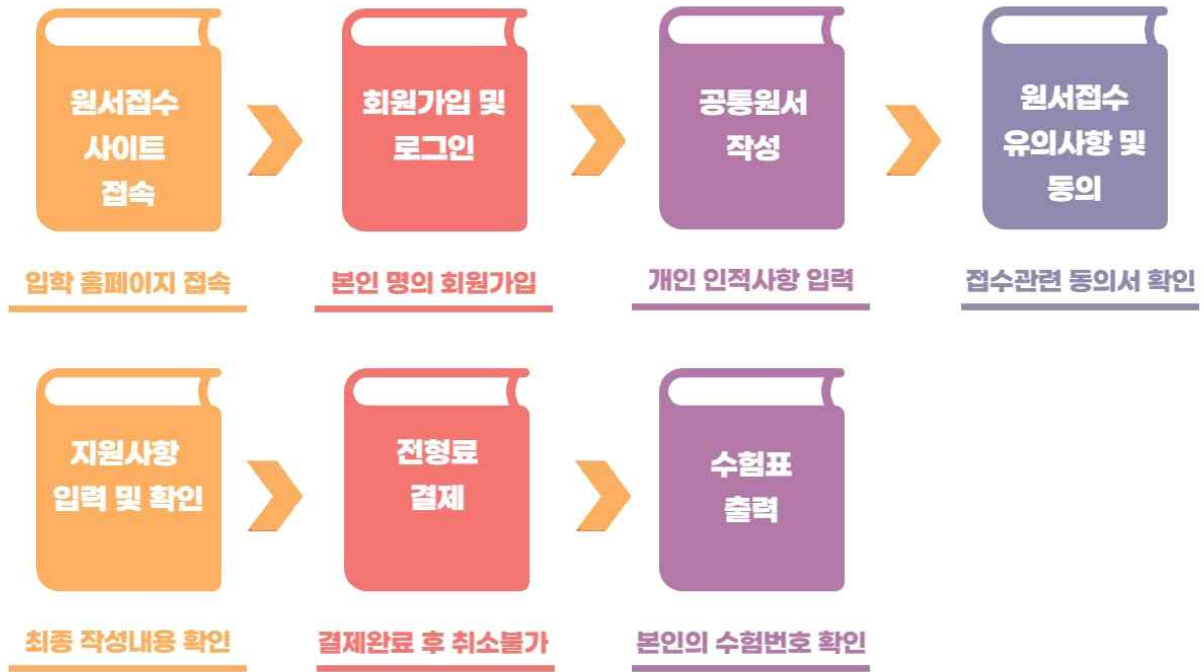 원서접수
사이트
접속
회원가입 및
로그인
공통원서
작성
원서접수
유의사항 및
동의
입학 홈페이지 접속
본인 명의 회원가입
개인 인적사항 입력
접수관련 동의서 확인
지원사항
입력 및 확인
전형료
결제
수험표
출력
최종 작성내용 확인
결제완료 후 취소불가
본인의 수험번호 확인